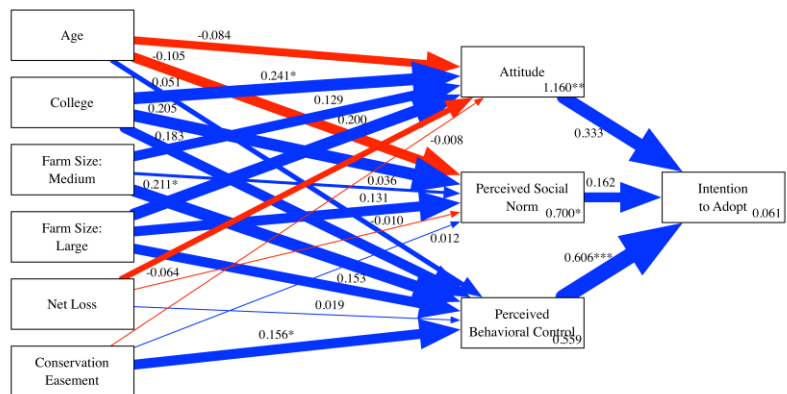 Age
College
Farm Size:
Medium
Farm Size:
Large
Net Loss
Conservation
Easement
-0.084
-0.105
0.051
0.241*
0.205
0.129
0.183
0.200
-0.008
0.211*
0.036
0.131
-0.010
0.012
-0.064
0.153
0.019
0.156*
Attitude
1.160**
Perceived Social
Norm
0.700*
Perceived
Behavioral Control
0.559
0.333
0.162
0.606***
Intention
to Adopt
0.061